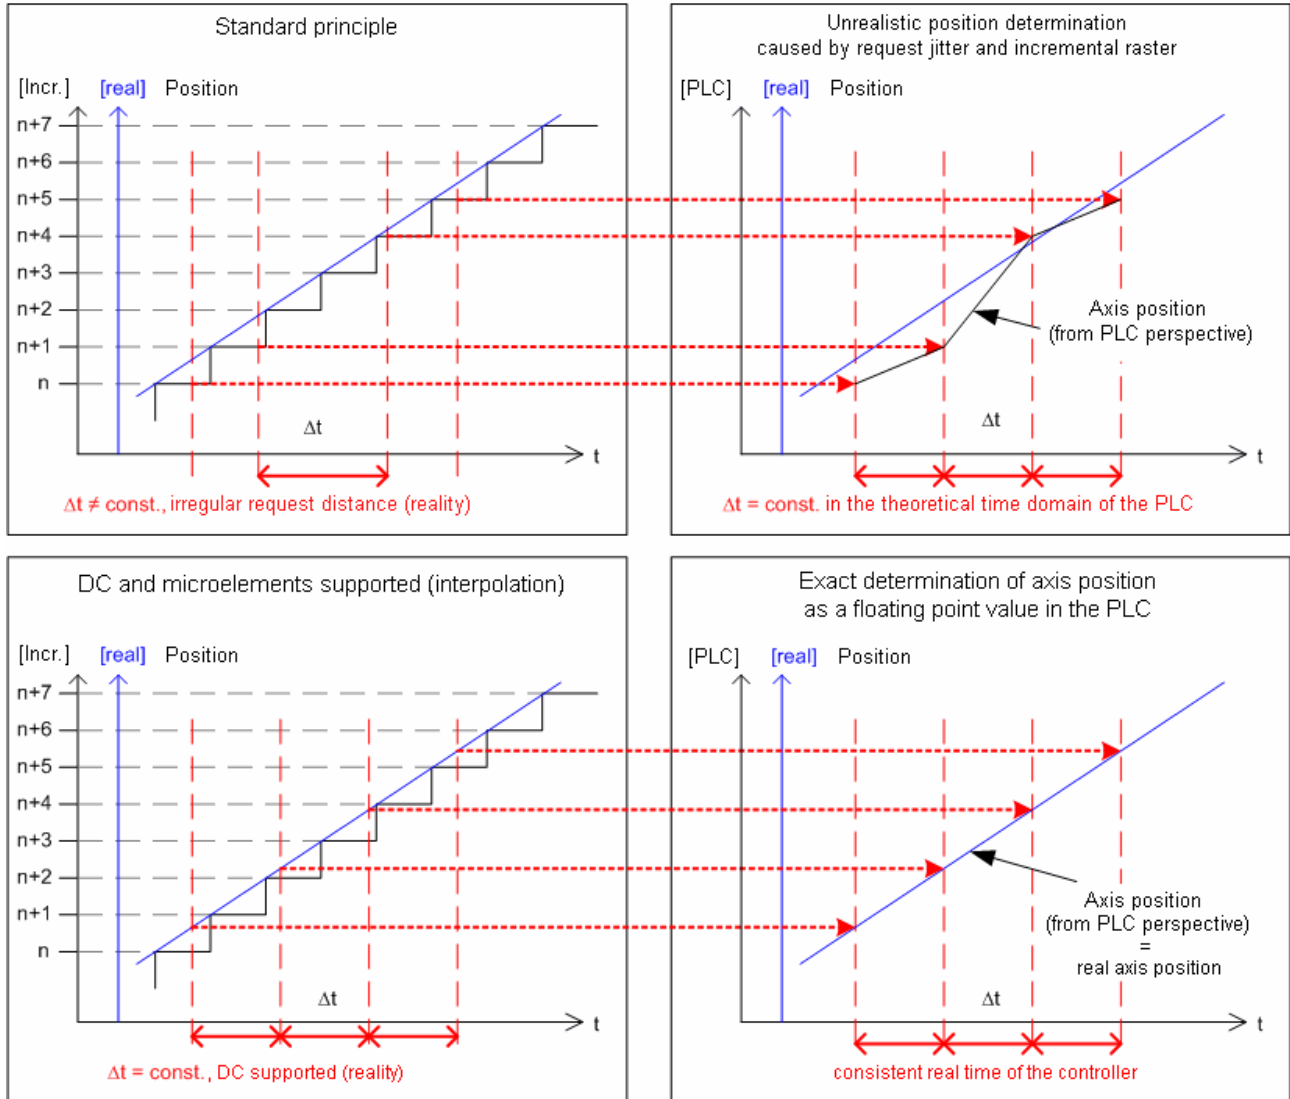 Standard principle
[Incr.] [real] Position
n+7
n+6
n+5
n+4
n+3
n+2
n+1
n
Δt
t
Δt ≠ const., irregular request distance (reality)
Unrealistic position determination
caused by request jitter and incremental raster
[PLC] [real] Position
Axis position
(from PLC perspective)
Δt
t
Δt = const. in the theoretical time domain of the PLC
DC and microelements supported (interpolation)
[Incr.] [real] Position
n+7
n+6
n+5
n+4
n+3
n+2
n+1
n
Δt
t
Δt = const., DC supported (reality)
Exact determination of axis position
as a floating point value in the PLC
[PLC] [real] Position
Axis position
(from PLC perspective)
=
real axis position
Δt
t
consistent real time of the controller